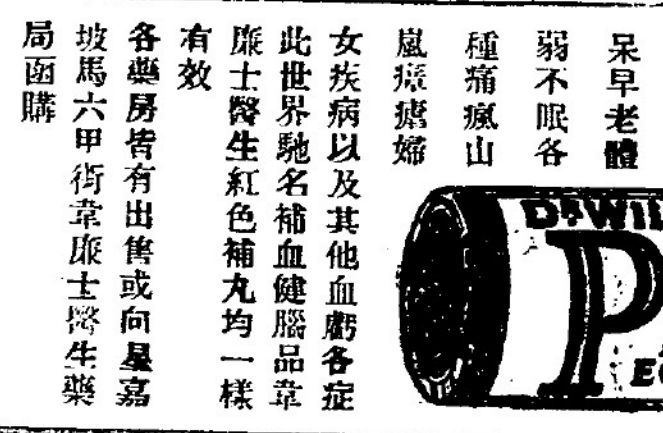 呆早老體
弱不眠各
種痛瘋山
嵐瘴瘧婦
女疾病以及其他血虧各症
此世界馳名補血健腦品韋
廉士醫生紅色補丸均一樣
有效
各藥房皆有出售或向星嘉
坡馬六甲街韋廉士醫生藥
局函購
DR WIL
P